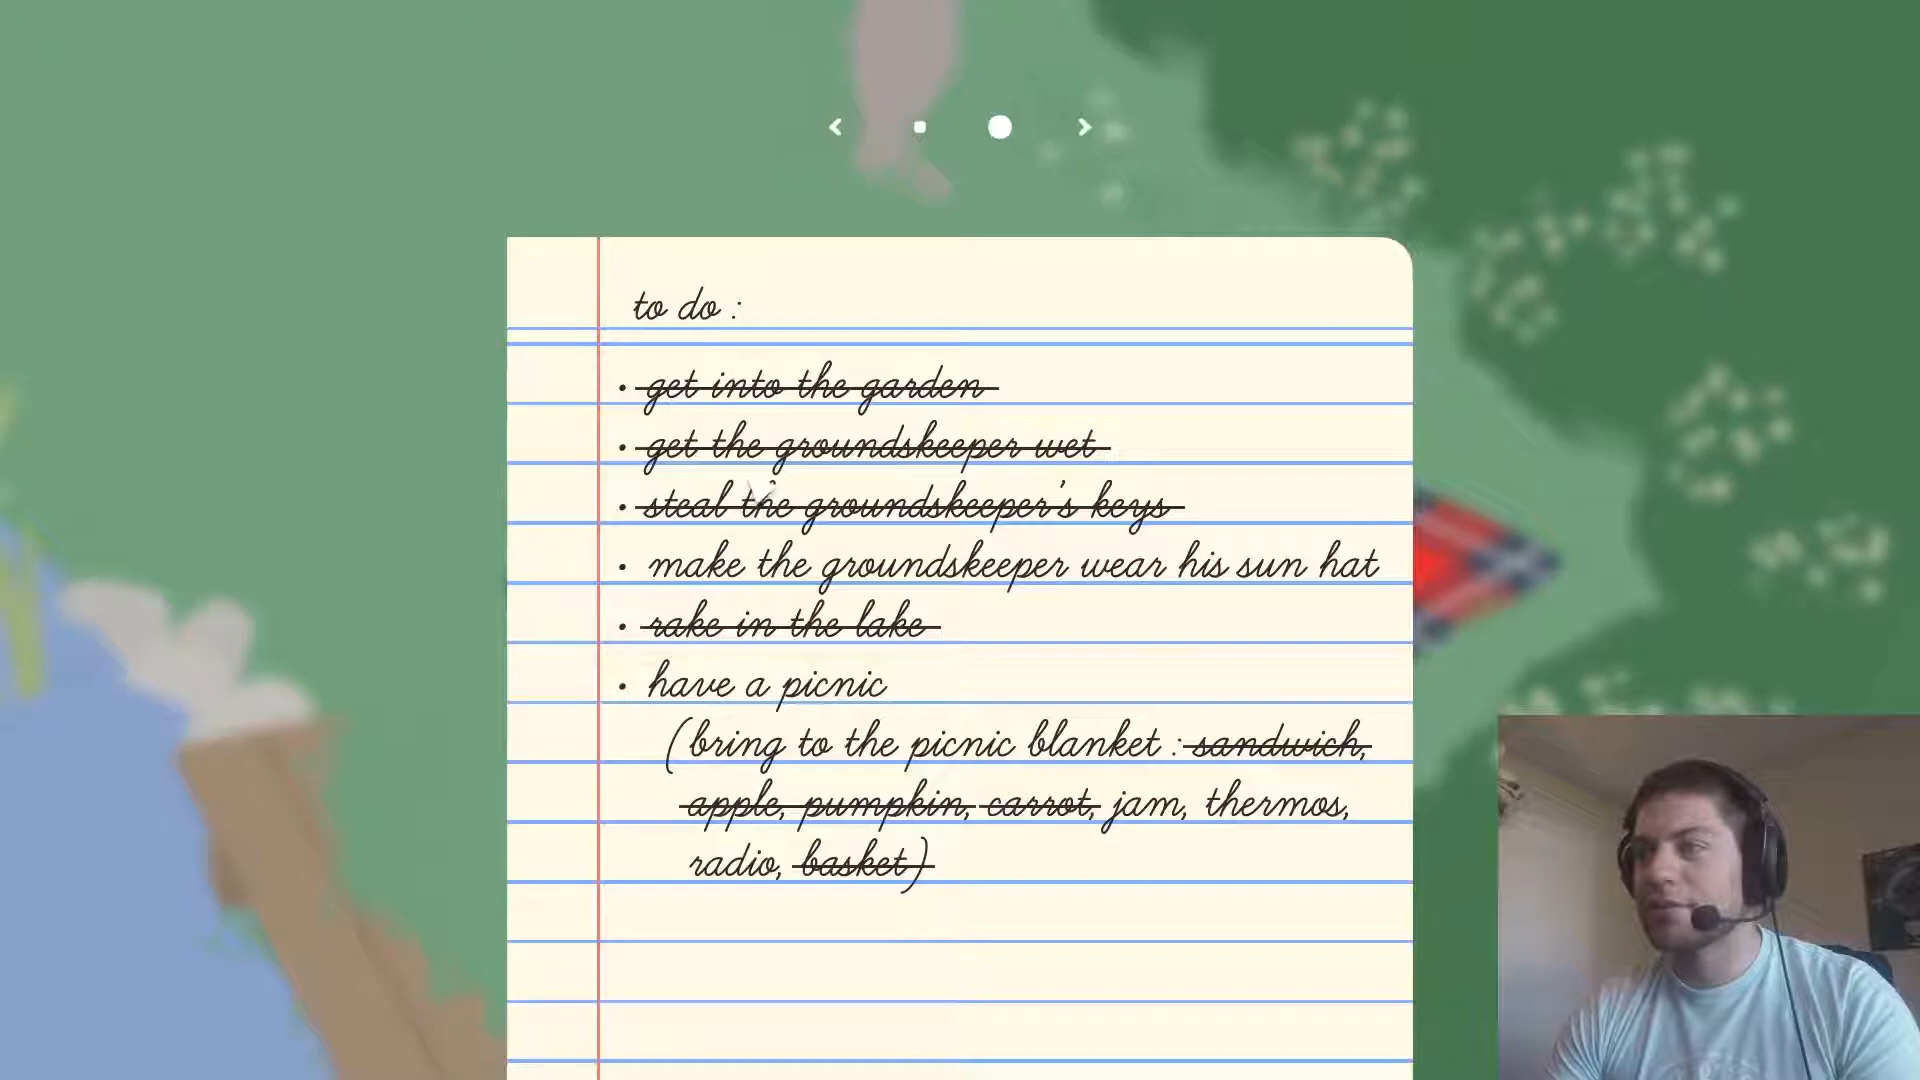 to do :
• get into the garden
• get the groundskeeper wet
• steal the groundskeeper's keys
• make the groundskeeper wear his sun hat
• rake in the lake
• have a picnic
(bring to the picnic blanket : sandwich,
apple, pumpkin, carrot, jam, thermos,
radio, basket)